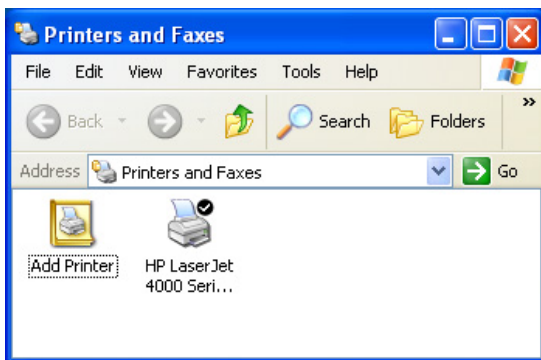 Printers and Faxes
File Edit View Favorites Tools Help
Back Search Folders »
Address Printers and Faxes Go
Add Printer HP LaserJet
4000 Seri...